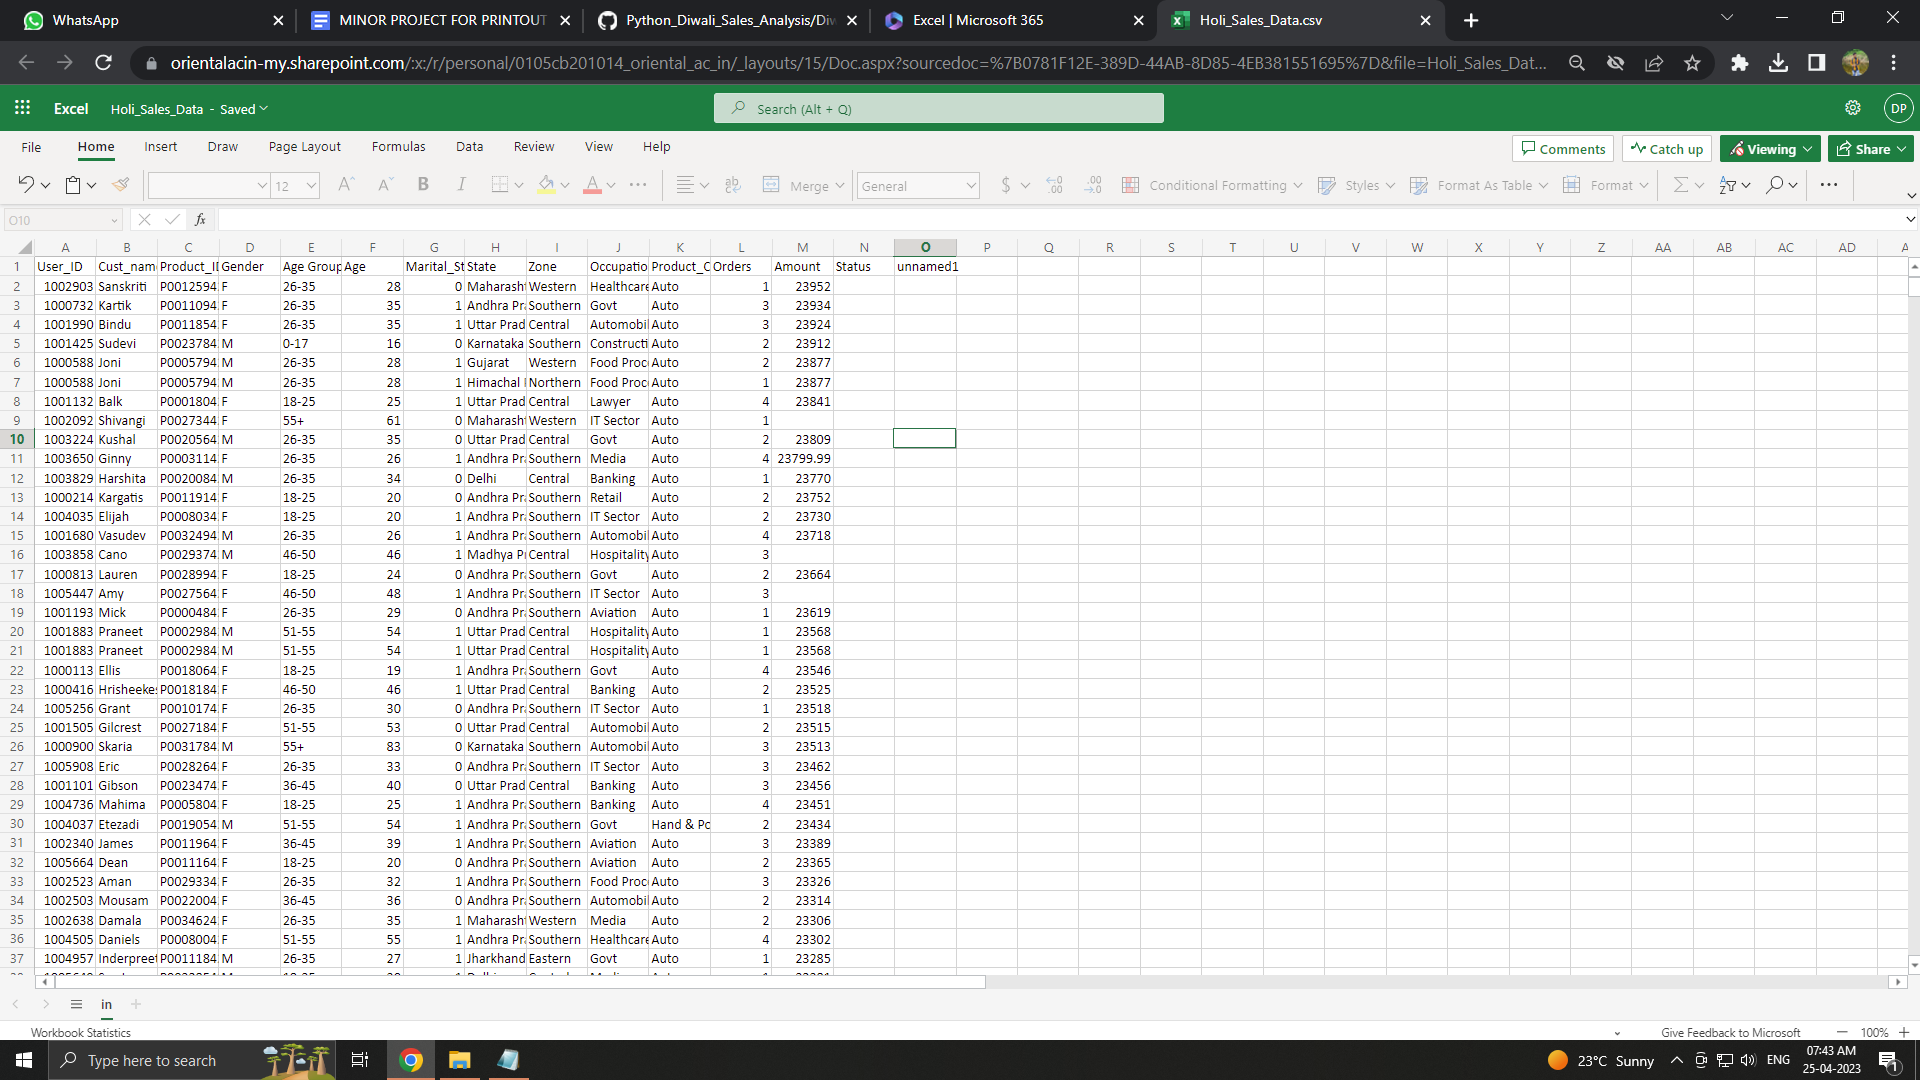 WhatsApp
MINOR PROJECT FOR PRINTOUT
Python_Diwali_Sales_Analysis/Diw
Excel | Microsoft 365
Holi_Sales_Data.csv
orientalacin-my.sharepoint.com/:x:/r/personal/0105cb201014_oriental_ac_in/_layouts/15/Doc.aspx?sourcedoc=%7B0781F12E-389D-44AB-8D85-4EB381551695%7D&file=Holi_Sales_Dat...
Excel Holi_Sales_Data - Saved
Search (Alt + Q)
DP
File Home Insert Draw Page Layout Formulas Data Review View Help
Comments Catch up Viewing Share
12 A A B I A ab Merge General $ .00 Conditional Formatting Styles Format As Table Format
O10 fx
A B C D E F G H I J K L M N O P Q R S T U V W X Y Z AA AB AC AD A
1 User_ID Cust_nam Product_ID Gender Age Group Age Marital_St State Zone Occupatio Product_C Orders Amount Status unnamed1
2 1002903 Sanskriti P0012594 F 26-35 28 0 Maharasht Western Healthcare Auto 1 23952
3 1000732 Kartik P0011094 F 26-35 35 1 Andhra Pr Southern Govt Auto 3 23934
4 1001990 Bindu P0011854 F 26-35 35 1 Uttar Prad Central Automobil Auto 3 23924
5 1001425 Sudevi P0023784 M 0-17 16 0 Karnataka Southern Constructi Auto 2 23912
6 1000588 Joni P0005794 M 26-35 28 1 Gujarat Western Food Proc Auto 2 23877
7 1000588 Joni P0005794 M 26-35 28 1 Himachal Northern Food Proc Auto 1 23877
8 1001132 Balk P0001804 F 18-25 25 1 Uttar Prad Central Lawyer Auto 4 23841
9 1002092 Shivangi P0027344 F 55+ 61 0 Maharasht Western IT Sector Auto 1
10 1003224 Kushal P0020564 M 26-35 35 0 Uttar Prad Central Govt Auto 2 23809
11 1003650 Ginny P0003114 F 26-35 26 1 Andhra Pr Southern Media Auto 4 23799.99
12 1003829 Harshita P0020084 M 26-35 34 0 Delhi Central Banking Auto 1 23770
13 1000214 Kargatis P0011914 F 18-25 20 0 Andhra Pr Southern Retail Auto 2 23752
14 1004035 Elijah P0008034 F 18-25 20 1 Andhra Pr Southern IT Sector Auto 2 23730
15 1001680 Vasudev P0032494 M 26-35 26 1 Andhra Pr Southern Automobil Auto 4 23718
16 1003858 Cano P0029374 M 46-50 46 1 Madhya P Central Hospitality Auto 3
17 1000813 Lauren P0028994 F 18-25 24 0 Andhra Pr Southern Govt Auto 2 23664
18 1005447 Amy P0027564 F 46-50 48 1 Andhra Pr Southern IT Sector Auto 3
19 1001193 Mick P0000484 F 26-35 29 0 Andhra Pr Southern Aviation Auto 1 23619
20 1001883 Praneet P0002984 M 51-55 54 1 Uttar Prad Central Hospitality Auto 1 23568
21 1001883 Praneet P0002984 M 51-55 54 1 Uttar Prad Central Hospitality Auto 1 23568
22 1000113 Ellis P0018064 F 18-25 19 1 Andhra Pr Southern Govt Auto 4 23546
23 1000416 Hrisheekes P0018184 F 46-50 46 1 Uttar Prad Central Banking Auto 2 23525
24 1005256 Grant P0010174 F 26-35 30 0 Andhra Pr Southern IT Sector Auto 1 23518
25 1001505 Gilcrest P0027184 F 51-55 53 0 Uttar Prad Central Automobil Auto 2 23515
26 1000900 Skaria P0031784 M 55+ 83 0 Karnataka Southern Automobil Auto 3 23513
27 1005908 Eric P0028264 F 26-35 33 0 Andhra Pr Southern IT Sector Auto 3 23462
28 1001101 Gibson P0023474 F 36-45 40 0 Uttar Prad Central Banking Auto 3 23456
29 1004736 Mahima P0005804 F 18-25 25 1 Andhra Pr Southern Banking Auto 4 23451
30 1004037 Etezadi P0019054 M 51-55 54 1 Andhra Pr Southern Govt Hand & Po 2 23434
31 1002340 James P0011964 F 36-45 39 1 Andhra Pr Southern Aviation Auto 3 23389
32 1005664 Dean P0011164 F 18-25 20 0 Andhra Pr Southern Aviation Auto 2 23365
33 1002523 Aman P0029334 F 26-35 32 1 Andhra Pr Southern Food Proc Auto 3 23326
34 1002503 Mousam P0022004 F 36-45 36 0 Andhra Pr Southern Automobil Auto 2 23314
35 1002638 Damala P0034624 F 26-35 35 1 Maharasht Western Media Auto 2 23306
36 1004505 Daniels P0008004 F 51-55 55 1 Andhra Pr Southern Healthcare Auto 4 23302
37 1004957 Inderpreet P0011184 M 26-35 27 1 Jharkhand Eastern Govt Auto 1 23285
in
Workbook Statistics
Give Feedback to Microsoft
100%
Type here to search
23°C Sunny
ENG
07:43 AM
25-04-2023
1